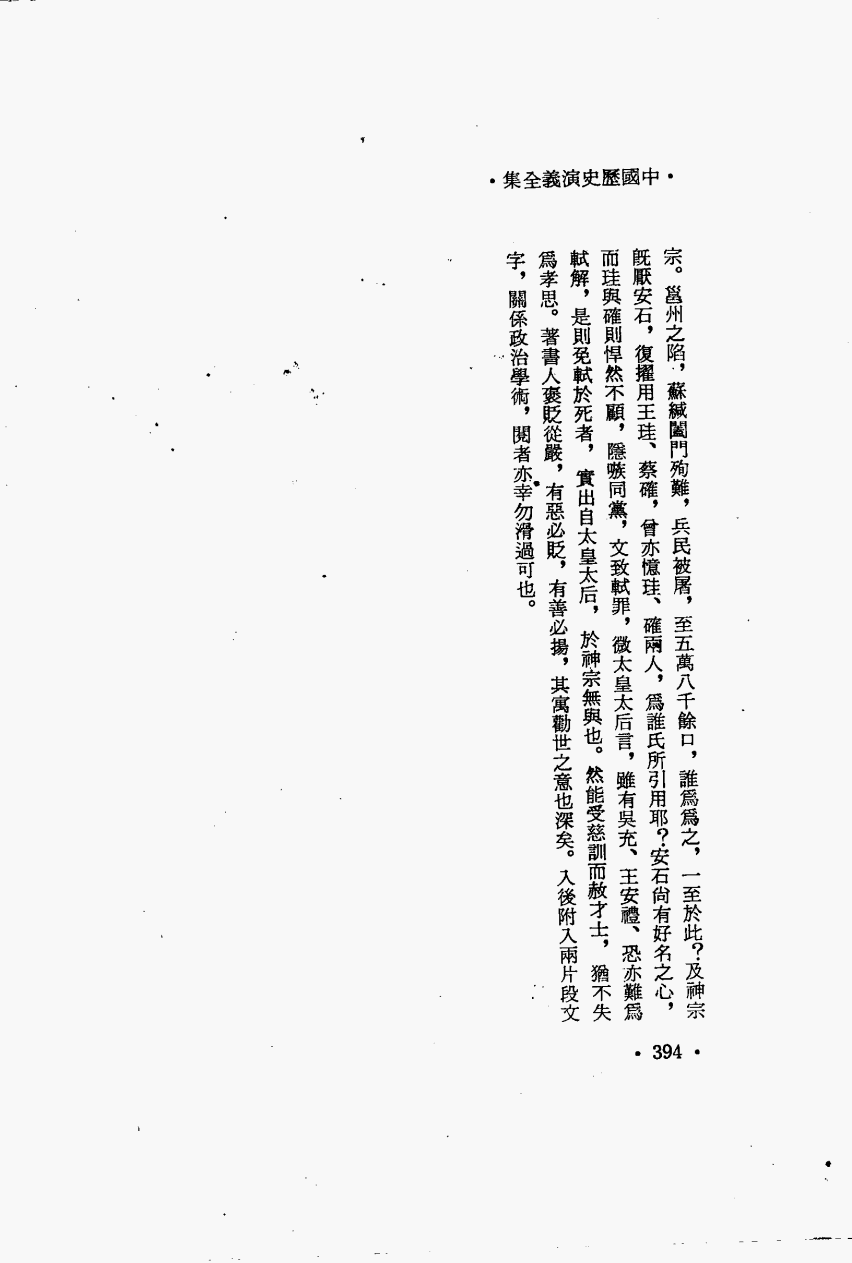 ·中國歷史演義全集·
宗。邕州之陷，蘇緘闔門殉難，兵民被屠，至五萬八千餘口，誰爲爲之，一至於此？及神宗
旣厭安石，復擢用王珪、蔡確，曾亦憶珪、確兩人，爲誰氏所引用耶？安石尙有好名之心，
而珪與確則悍然不顧，隱嗾同黨，文致軾罪，微太皇太后言，雖有吳充、王安禮、恐亦難爲
軾解，是則免軾於死者，實出自太皇太后，於神宗無與也。然能受慈訓而赦才士，猶不失
爲孝思。著書人褒貶從嚴，有惡必貶，有善必揚，其寓勸世之意也深矣。入後附入兩片段文
字，關係政治學術，閱者亦幸勿滑過可也。
·394·